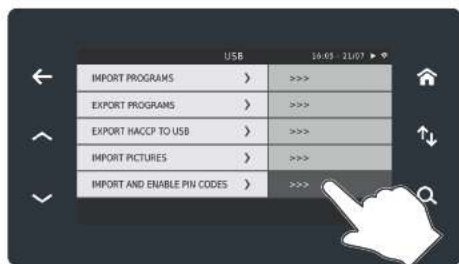 USB 16:05 - 21/07
IMPORT PROGRAMS >>>
EXPORT PROGRAMS >>>
EXPORT HACCP TO USB >>>
IMPORT PICTURES >>>
IMPORT AND ENABLE PIN CODES >>>